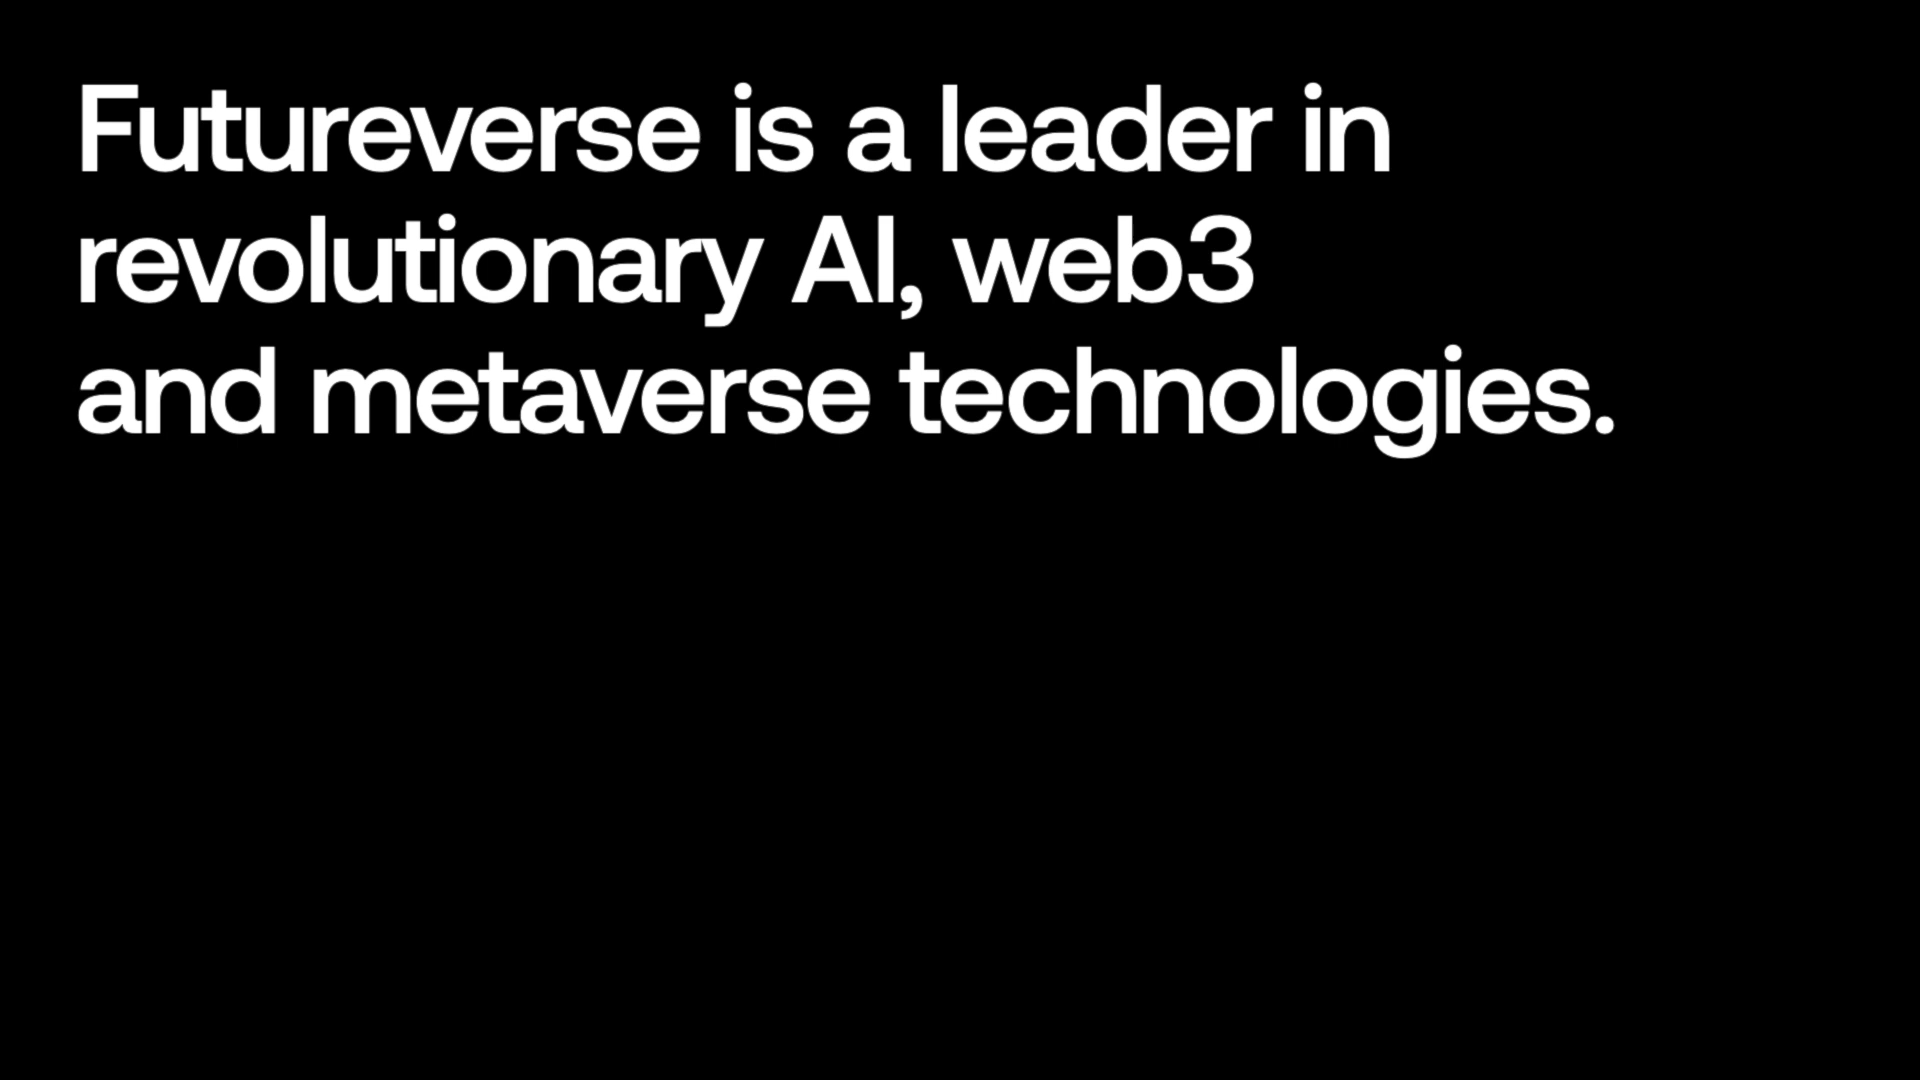 Futureverse is a leader in
revolutionary AI, web3
and metaverse technologies.